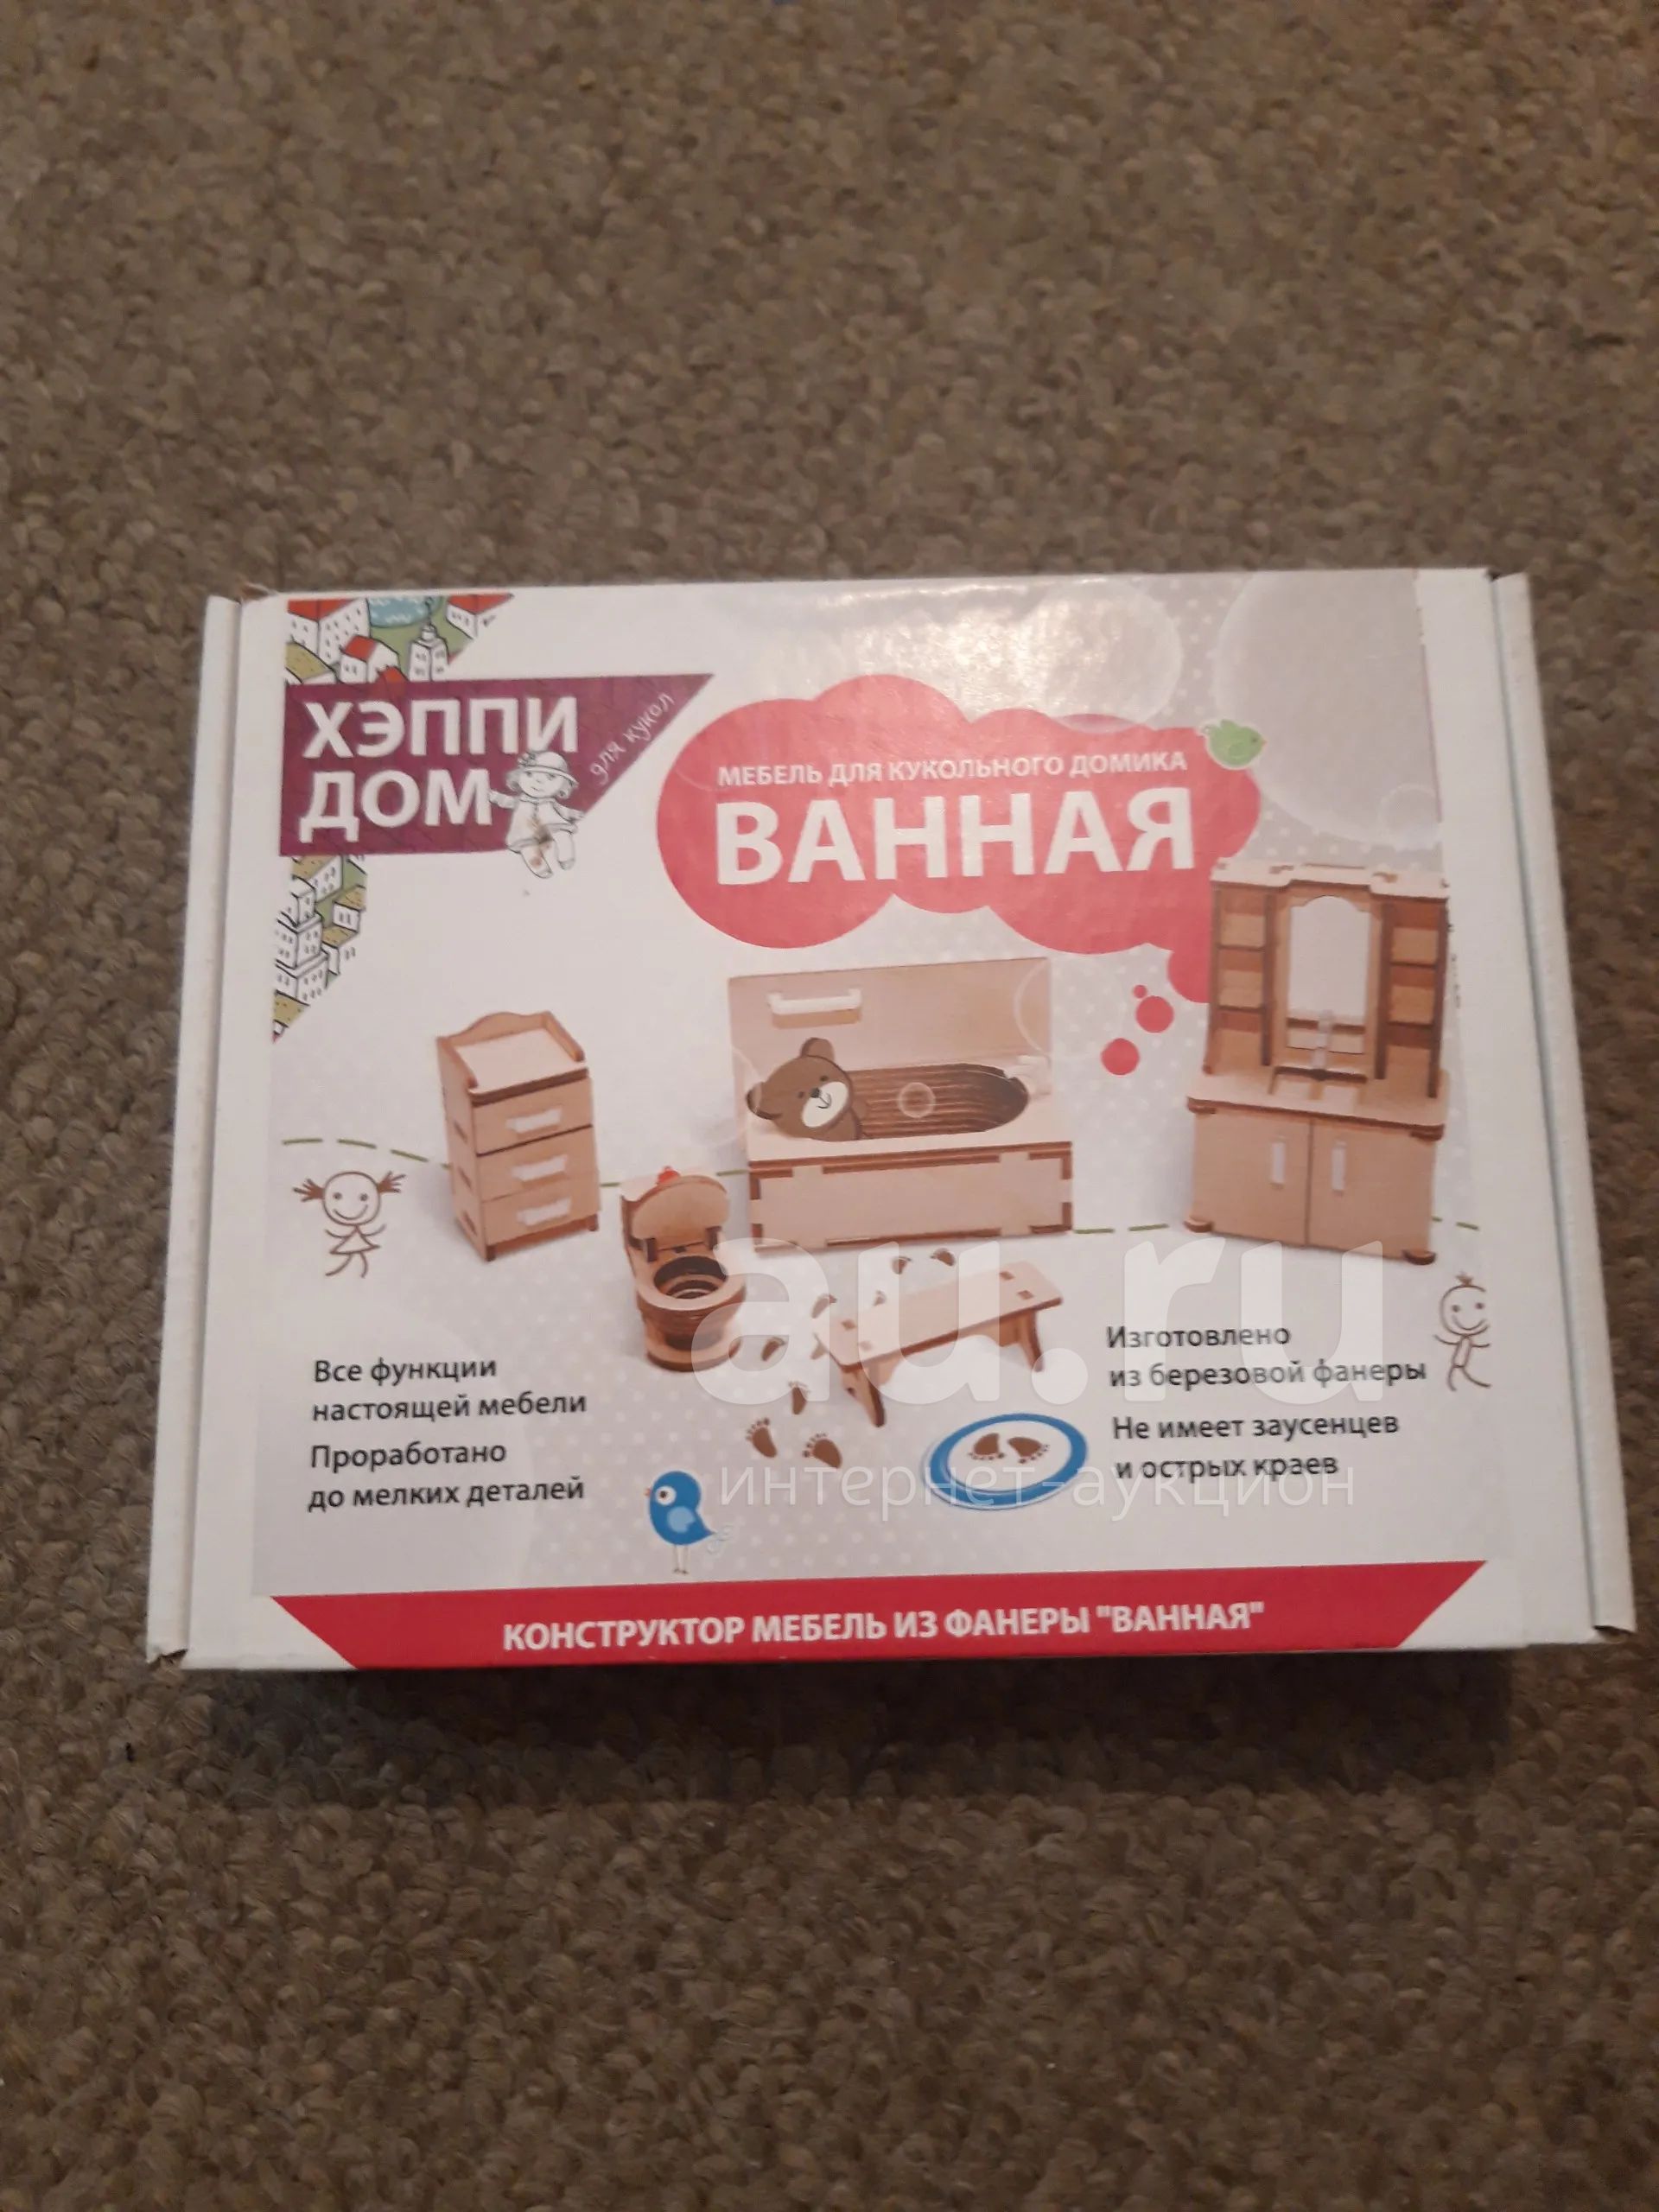 ХЭППИ
ДОМ
для кукол
МЕБЕЛЬ ДЛЯ КУКОЛЬНОГО ДОМИКА
ВАННАЯ
Все функции
настоящей мебели
Проработано
до мелких деталей
Изготовлено
из березовой фанеры
Не имеет заусенцев
и острых краев
au.ru
интернет-аукцион
КОНСТРУКТОР МЕБЕЛЬ ИЗ ФАНЕРЫ "ВАННАЯ"